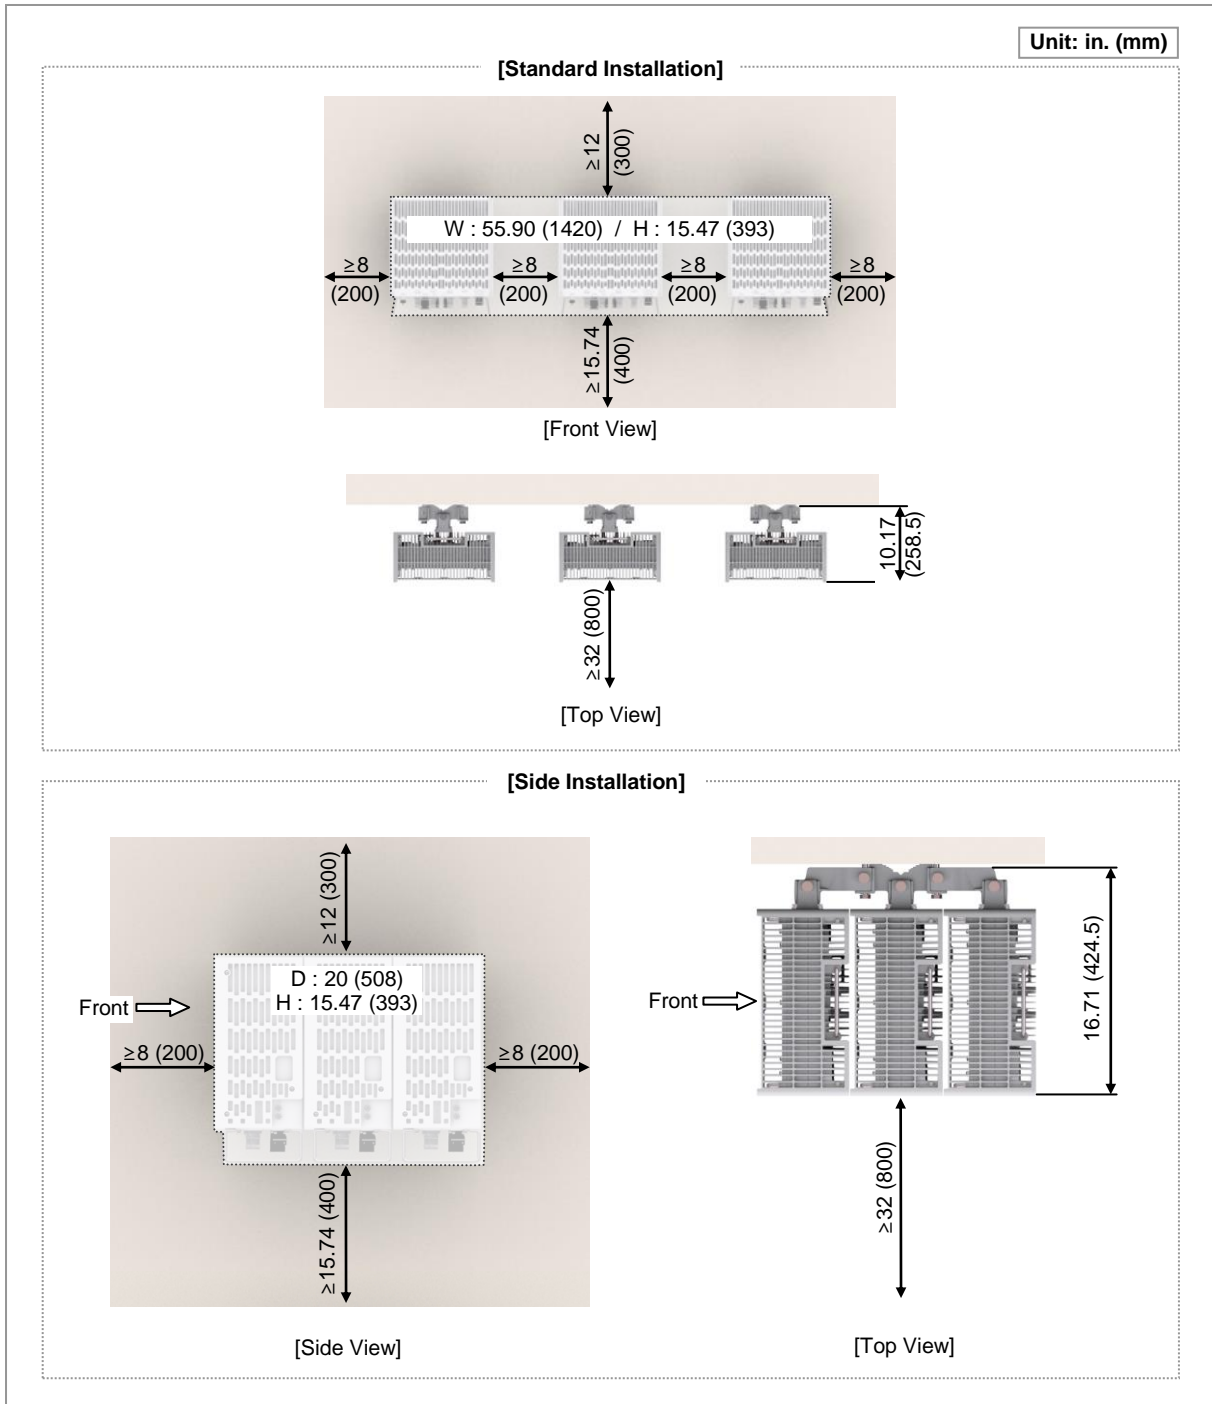 Unit: in. (mm)
[Standard Installation]
≥12
(300)
W : 55.90 (1420) / H : 15.47 (393)
≥8
(200)
≥8
(200)
≥8
(200)
≥8
(200)
≥15.74
(400)
[Front View]
10.17
(258.5)
≥32 (800)
[Top View]
[Side Installation]
≥12 (300)
D : 20 (508)
H : 15.47 (393)
Front
≥8 (200)
≥8 (200)
≥15.74 (400)
[Side View]
Front
16.71 (424.5)
≥32 (800)
[Top View]